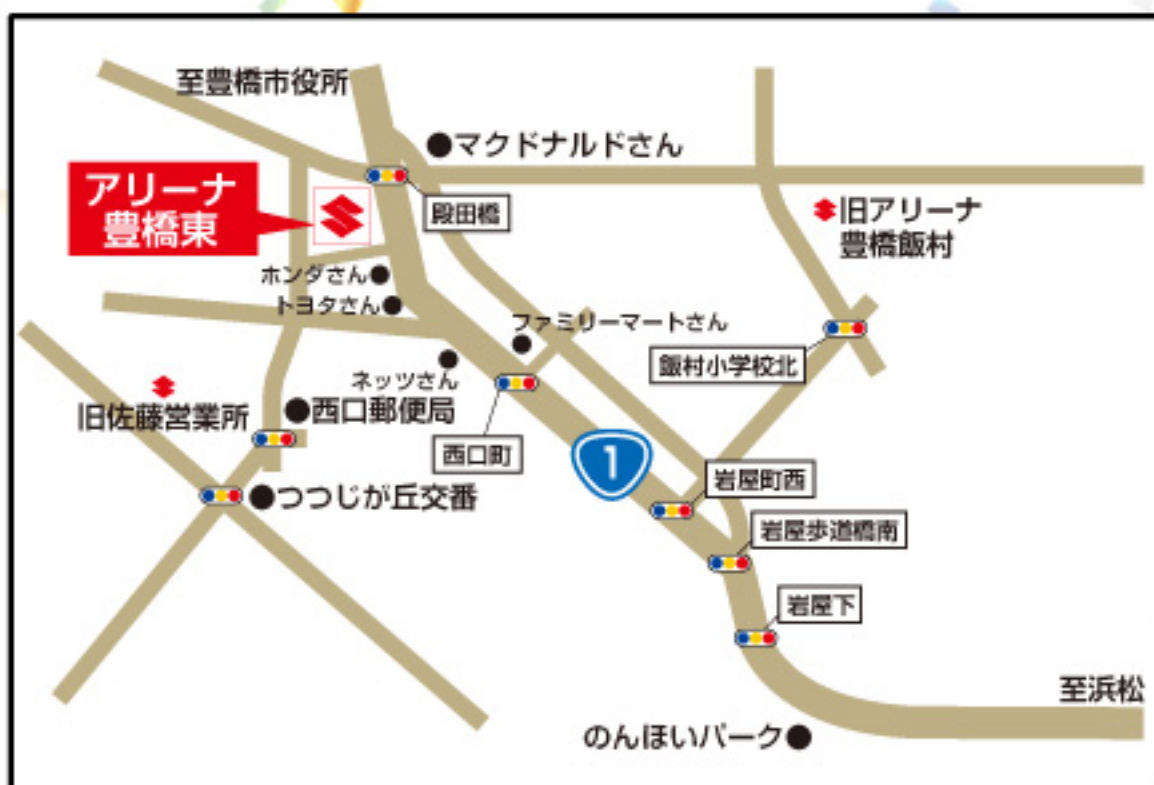 至豊橋市役所
マクドナルドさん
アリーナ
豊橋東
殿田橋
旧アリーナ
豊橋飯村
ホンダさん
トヨタさん
ファミリーマートさん
飯村小学校北
ネッツさん
旧佐藤営業所
西口郵便局
西口町
1
岩屋町西
つつじが丘交番
岩屋歩道橋南
岩屋下
至浜松
のんほいパーク